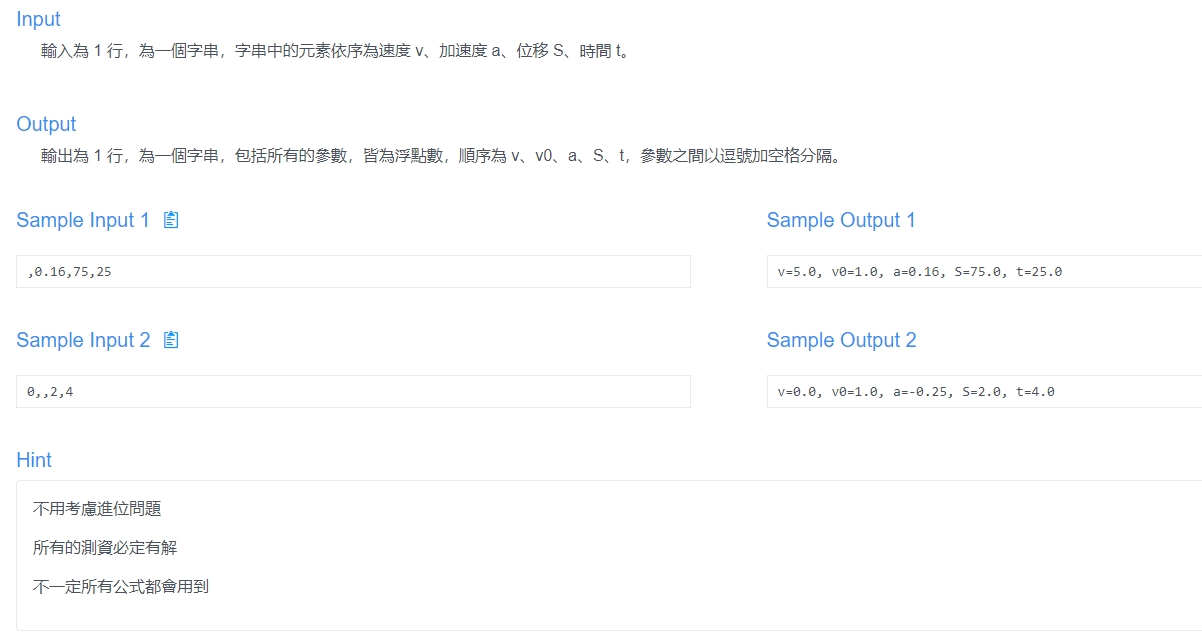 Input
輸入為 1 行，為一個字串，字串中的元素依序為速度 v、加速度 a、位移 S、時間 t。
Output
輸出為 1 行，為一個字串，包括所有的參數，皆為浮點數，順序為 v、v0、a、S、t，參數之間以逗號加空格分隔。
Sample Input 1
Sample Output 1
,0.16,75,25
v=5.0, v0=1.0, a=0.16, S=75.0, t=25.0
Sample Input 2
Sample Output 2
0,,2,4
v=0.0, v0=1.0, a=-0.25, S=2.0, t=4.0
Hint
不用考慮進位問題
所有的測資必定有解
不一定所有公式都會用到